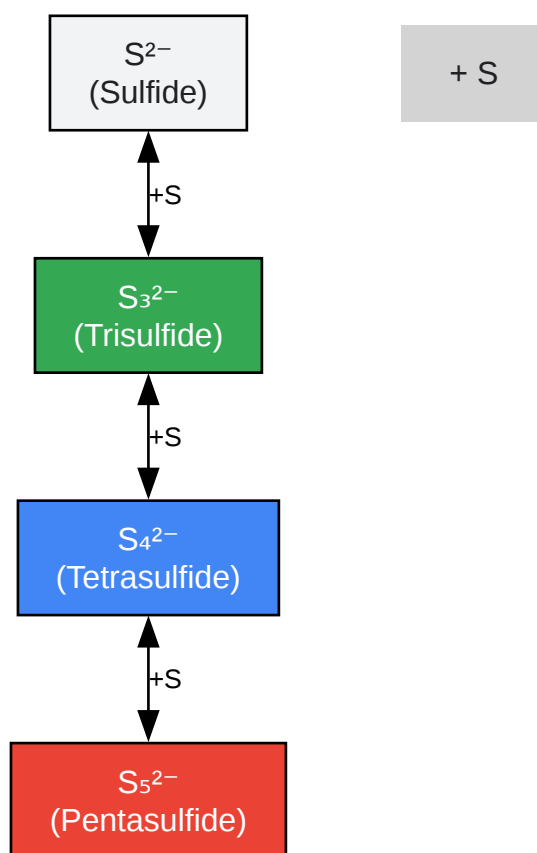 S²⁻
(Sulfide)
+ S
+S
S₃²⁻
(Trisulfide)
+S
S₄²⁻
(Tetrasulfide)
+S
S₅²⁻
(Pentasulfide)